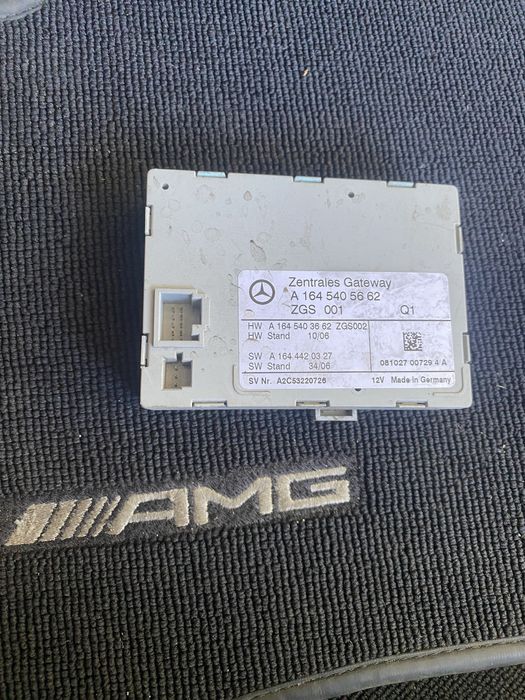 Zentrales Gateway
A 164 540 56 62
ZGS 001 Q1
HW A 164 540 36 62 ZGS002
HW Stand 10/06
SW A 164 442 03 27
SW Stand 34/06
081027 00729 4 A
SV Nr. A2C53220726 12V Made in Germany
AMG